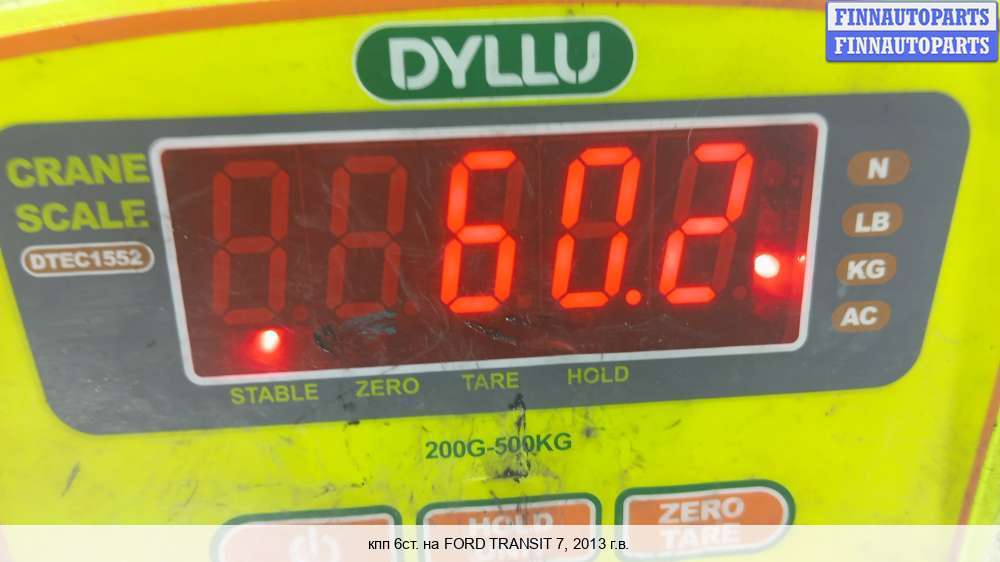 FINNAUTOPARTS
FINNAUTOPARTS
DYLLU
CRANE
SCALE
DTEC1552
60.2
N
LB
KG
AC
STABLE ZERO TARE HOLD
200G-500KG
HOLD
ZERO
TARE
кпп 6ст. на FORD TRANSIT 7, 2013 г.в.